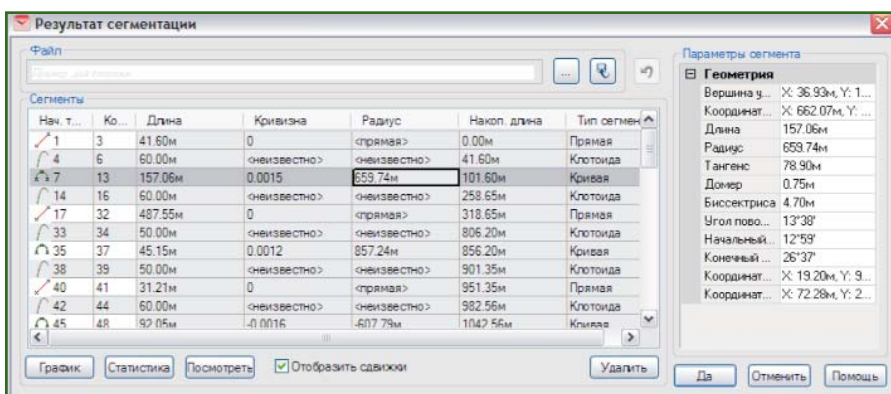 Результат сегментации
Файл
...
Сегменты
Нач. т... Ко... Длина Кривизна Радиус Накоп. длина Тип сегмен
1 3 41.60м 0 <прямая> 0.00м Прямая
4 6 60.00м <неизвестно> <неизвестно> 41.60м Клотоида
7 13 157.06м 0.0015 659.74м 101.60м Кривая
14 16 60.00м <неизвестно> <неизвестно> 258.65м Клотоида
17 32 487.55м 0 <прямая> 318.65м Прямая
33 34 50.00м <неизвестно> <неизвестно> 806.20м Клотоида
35 37 45.15м 0.0012 857.24м 856.20м Кривая
38 39 50.00м <неизвестно> <неизвестно> 901.35м Клотоида
40 41 31.21м 0 <прямая> 951.35м Прямая
42 44 60.00м <неизвестно> <неизвестно> 982.56м Клотоида
45 48 92.05м -0.0016 -607.79м 1042.56м Кривая
График Статистика Посмотреть Отобразить сдвижки Удалить
Параметры сегмента
Геометрия
Вершина у... X: 36.93м, Y: 1...
Координат... X: 662.07м, Y: ...
Длина 157.06м
Радиус 659.74м
Тангенс 78.90м
Домер 0.75м
Биссектриса 4.70м
Угол пово... 13°38'
Начальный... 12°59'
Конечный ... 26°37'
Координат... X: 19.20м, Y: 9...
Координат... X: 72.28м, Y: 2...
Да Отменить Помощь